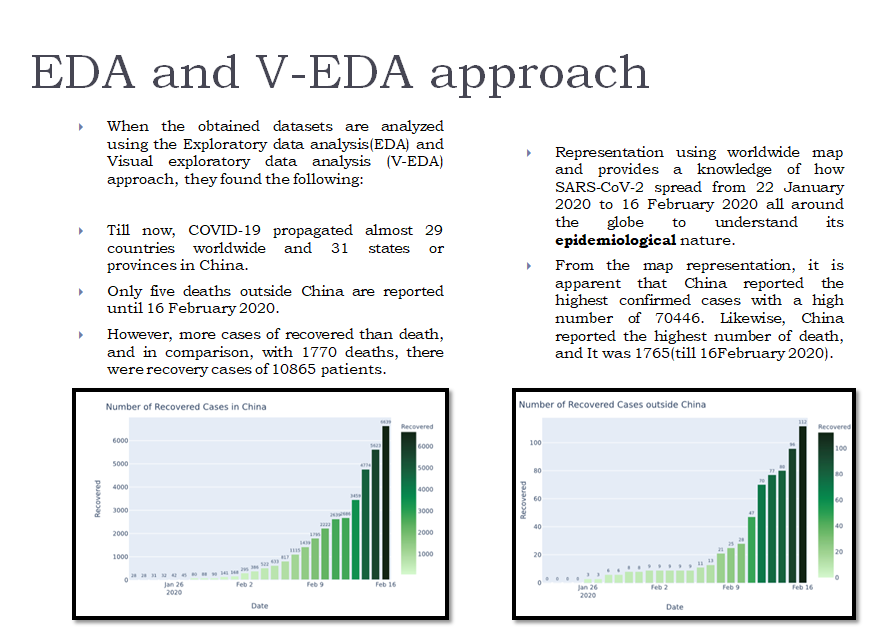 EDA and V-EDA approach
When the obtained datasets are analyzed
using the Exploratory data analysis(EDA) and
Visual exploratory data analysis (V-EDA)
approach, they found the following:
Till now, COVID-19 propagated almost 29
countries worldwide and 31 states or
provinces in China.
Only five deaths outside China are reported
until 16 February 2020.
However, more cases of recovered than death,
and in comparison, with 1770 deaths, there
were recovery cases of 10865 patients.
Representation using worldwide map
and provides a knowledge of how
SARS-CoV-2 spread from 22 January
2020 to 16 February 2020 all around
the globe to understand its
epidemiological nature.
From the map representation, it is
apparent that China reported the
highest confirmed cases with a high
number of 70446. Likewise, China
reported the highest number of death,
and It was 1765(till 16February 2020).
Number of Recovered Cases in China
Recovered
6000
5000
4000
3000
2000
1000
0
28 28 31 32 42 45 80 88 90 141 168 295 386 522 633 817 1115 1439 1795 2222 2639 2686 3459 4774 5623 6639
Jan 26
2020
Feb 2
Feb 9
Feb 16
Date
Recovered
6000
5000
4000
3000
2000
1000
Number of Recovered Cases outside China
Recovered
100
80
60
40
20
0
0 0 0 0 3 3 6 6 8 8 9 9 9 9 9 11 13 21 25 28 47 70 77 80 96 112
Jan 26
2020
Feb 2
Feb 9
Feb 16
Date
Recovered
100
80
60
40
20
0